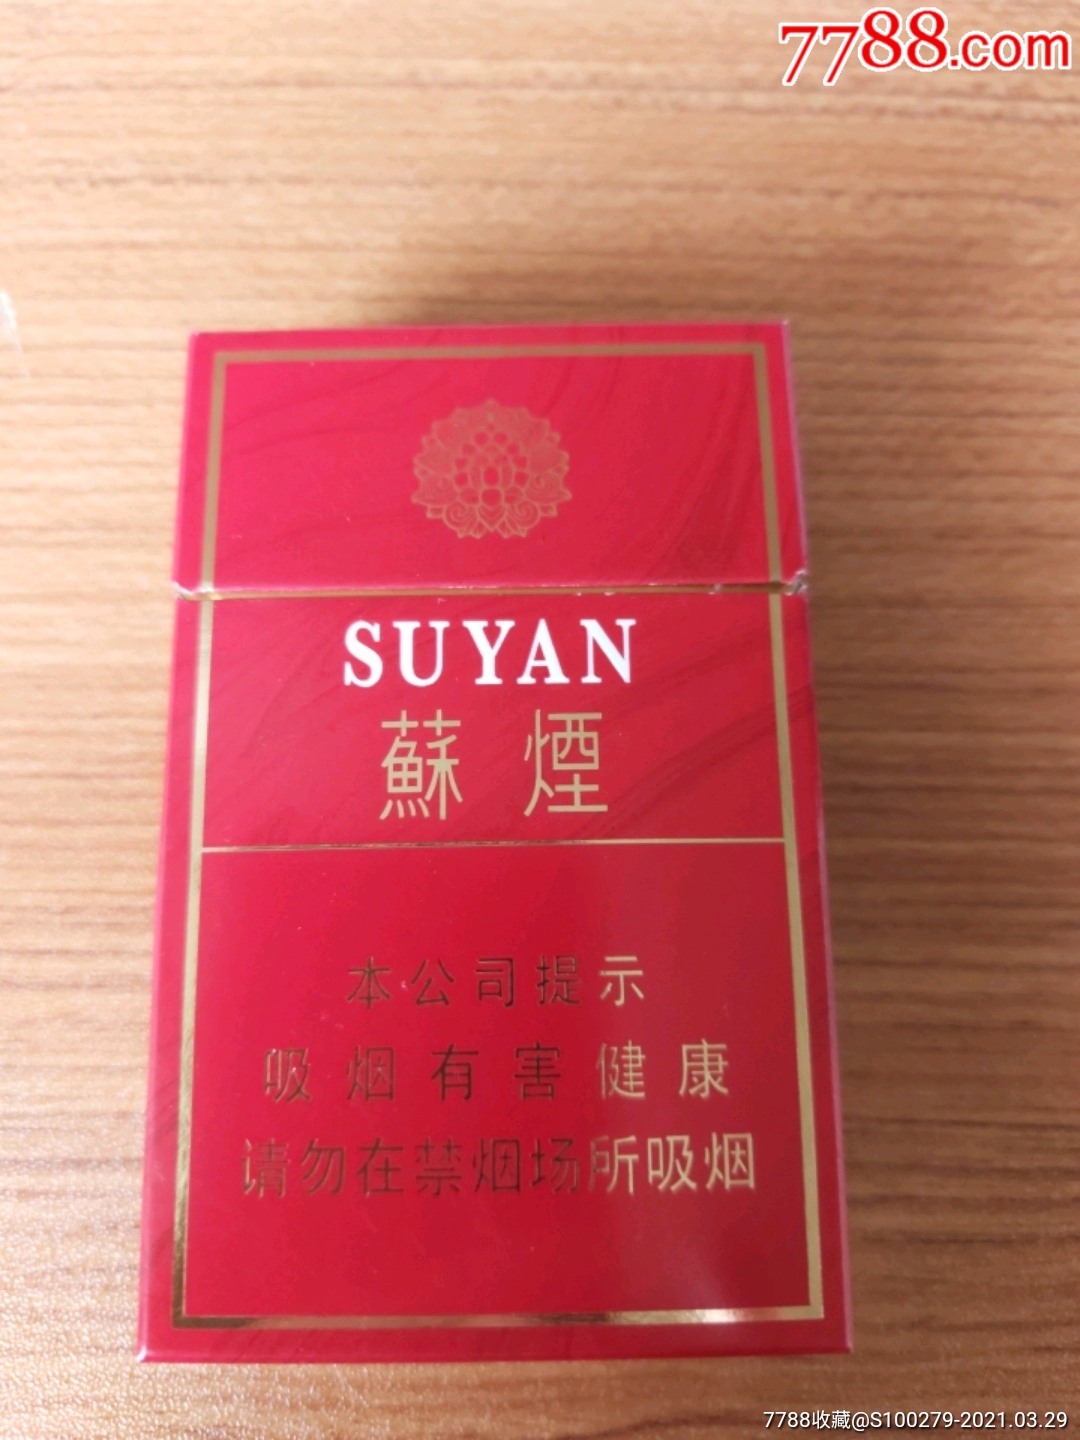 7788.com
SUYAN
蘇煙
本公司提示
吸烟有害健康
请勿在禁烟场所吸烟
7788收藏@S100279-2021.03.29